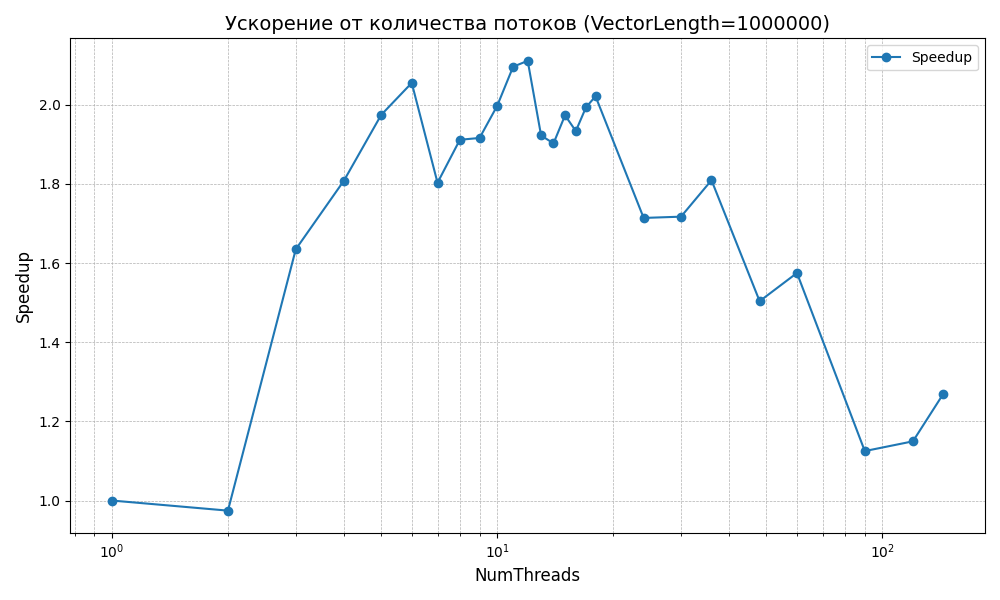 Ускорение от количества потоков (VectorLength=1000000)
Speedup
2.0
1.8
1.6
1.4
1.2
1.0
Speedup
10⁰
10¹
10²
NumThreads